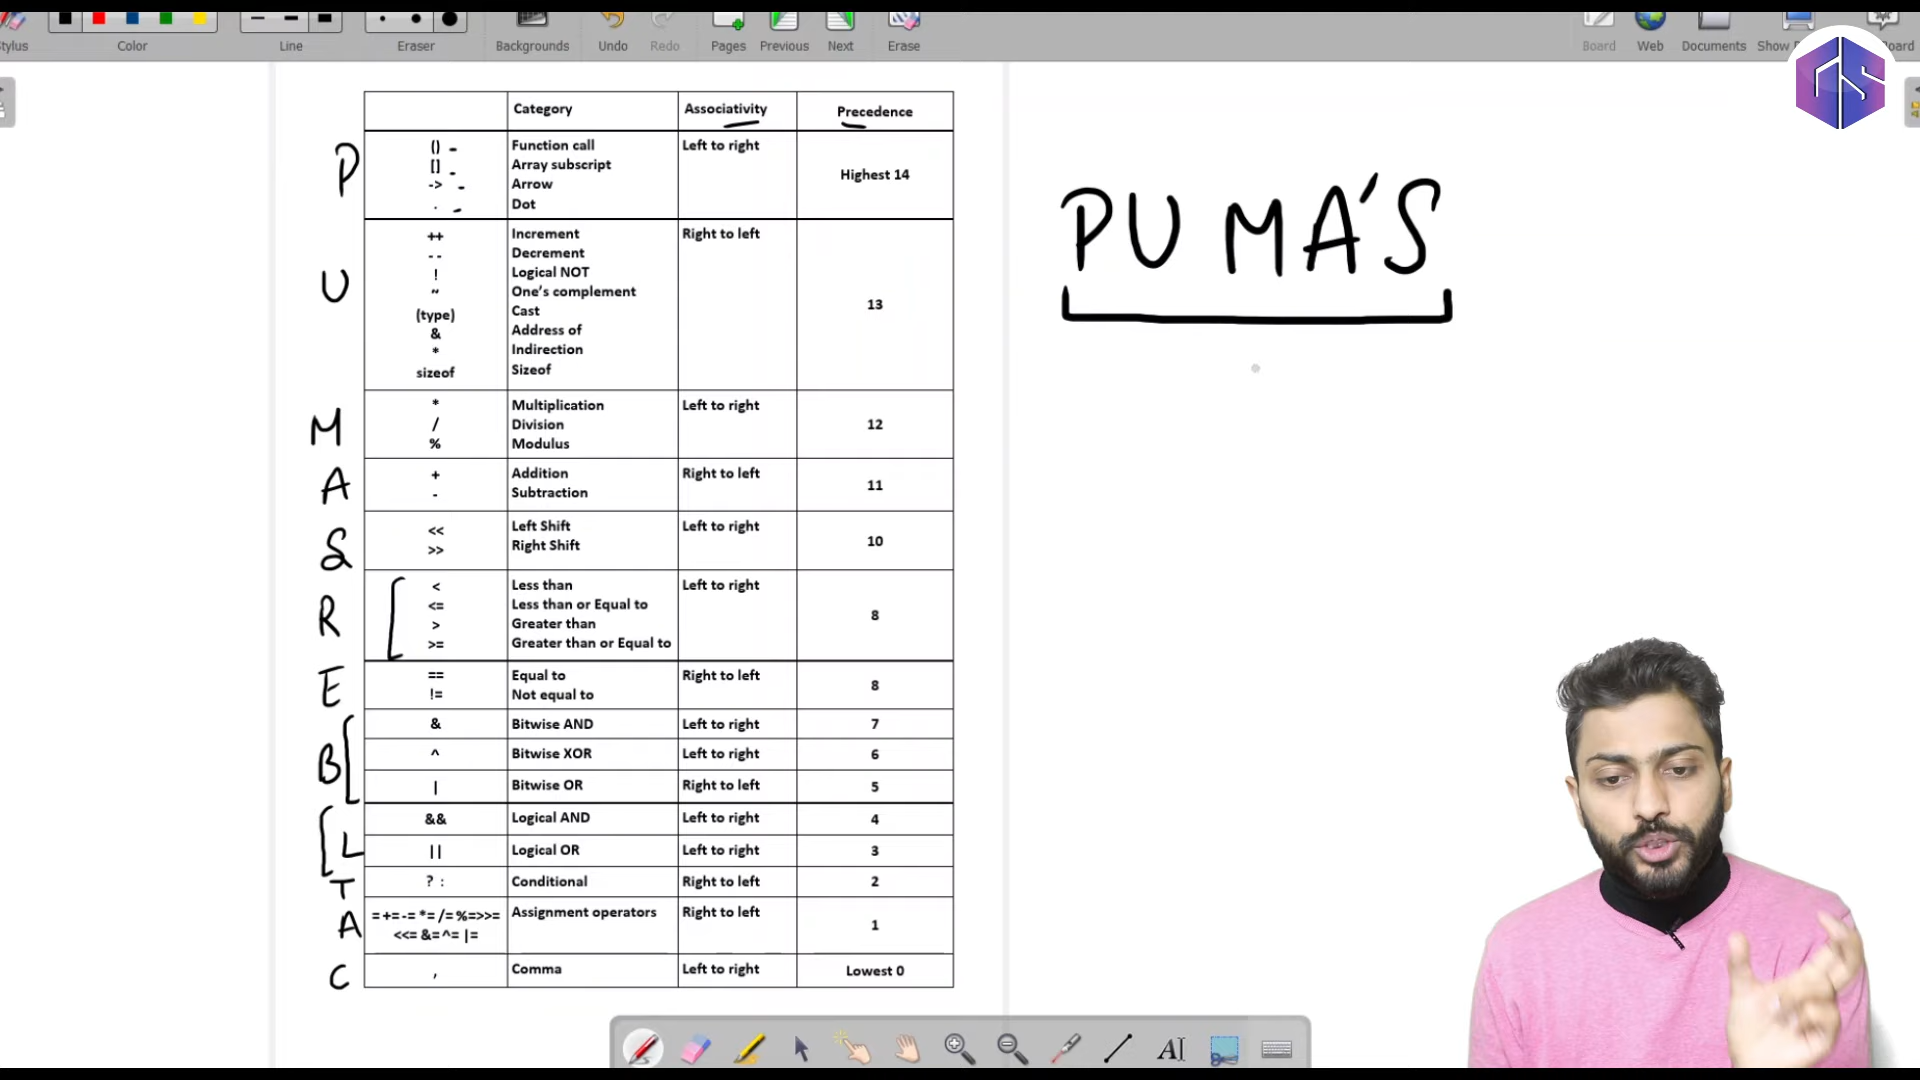 Stylus Color Line Eraser Backgrounds Undo Redo Pages Previous Next Erase Board Web Documents Show
Category Associativity Precedence
P
() Function call Left to right Highest 14
[] Array subscript
-> Arrow
. Dot
U
++ Increment Right to left 13
-- Decrement
! Logical NOT
~ One's complement
(type) Cast
& Address of
* Indirection
sizeof Sizeof
M
* Multiplication Left to right 12
/ Division
% Modulus
A
+ Addition Right to left 11
- Subtraction
S
<< Left Shift Left to right 10
>> Right Shift
R
< Less than Left to right 8
<= Less than or Equal to
> Greater than
>= Greater than or Equal to
E
== Equal to Right to left 8
!= Not equal to
B
& Bitwise AND Left to right 7
^ Bitwise XOR Left to right 6
| Bitwise OR Right to left 5
L
&& Logical AND Left to right 4
|| Logical OR Left to right 3
T
? : Conditional Right to left 2
A
= += -= *= /= %= >>= Assignment operators Right to left 1
<<= &= ^= |=
C
, Comma Left to right Lowest 0
PUMA'S
AI